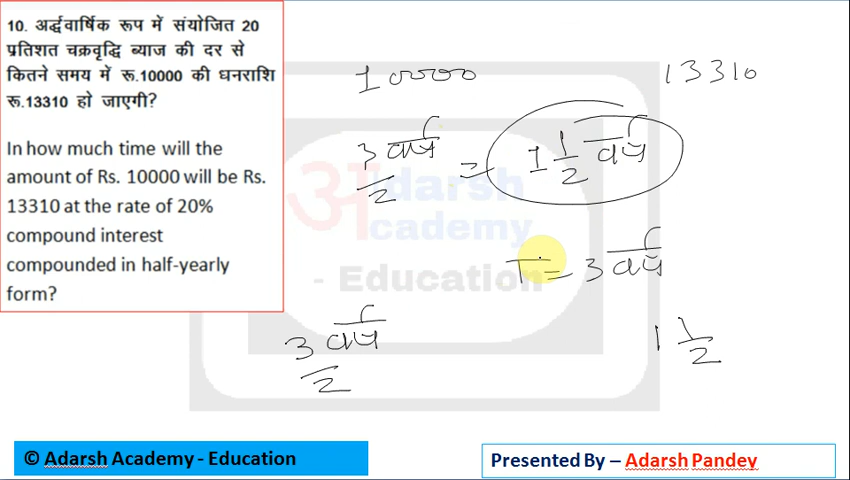 10. अर्द्धवार्षिक रूप में संयोजित 20
प्रतिशत चक्रवृद्धि ब्याज की दर से
कितने समय में रू.10000 की धनराशि
रू.13310 हो जाएगी?
In how much time will the
amount of Rs. 10000 will be Rs.
13310 at the rate of 20%
compound interest
compounded in half-yearly
form?
10000 13310
3/2 वर्ष = 1 1/2 वर्ष
T = 3 वर्ष
3/2 वर्ष 1 1/2
अAdarsh
Academy
- Education
© Adarsh Academy - Education
Presented By – Adarsh Pandey